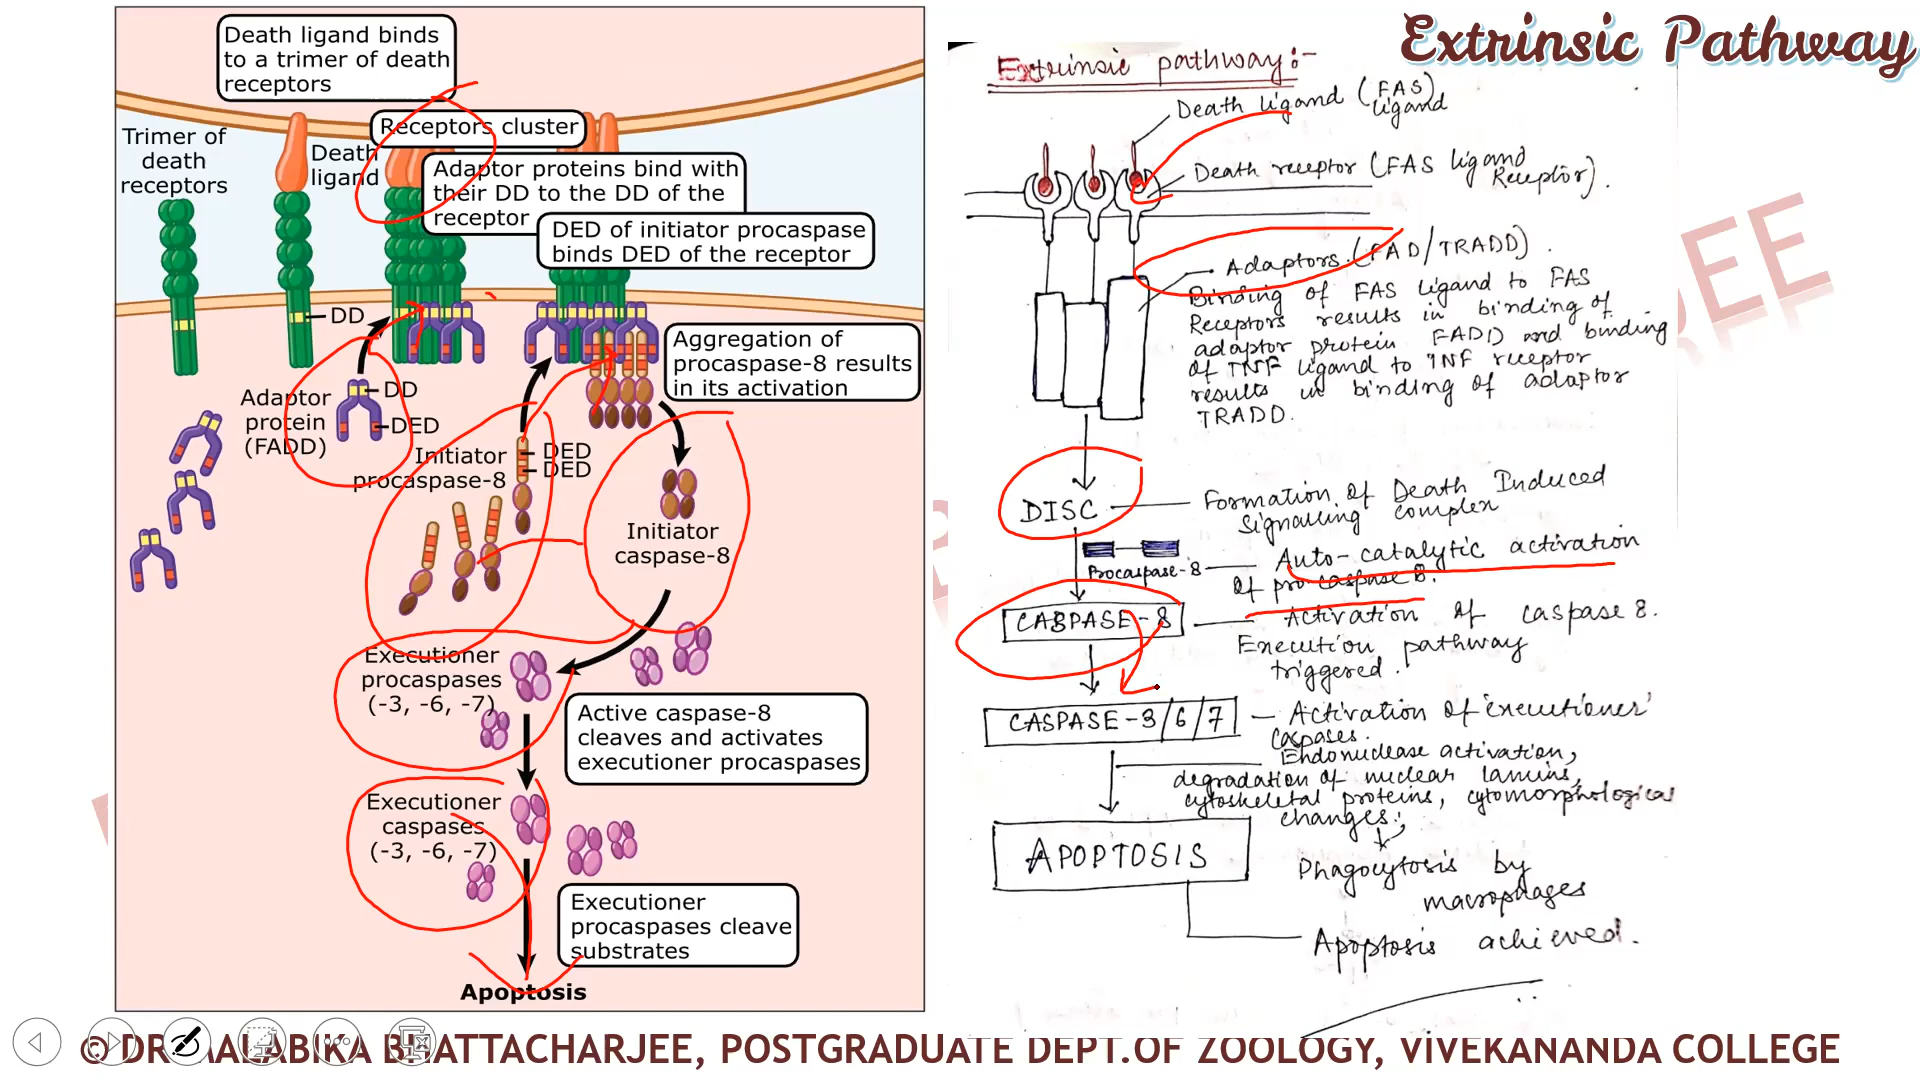 Extrinsic Pathway
Death ligand binds
to a trimer of death
receptors
Receptors cluster
Trimer of
death
receptors
Death
ligand
Adaptor proteins bind with
their DD to the DD of the
receptor
DED of initiator procaspase
binds DED of the receptor
DD
Aggregation of
procaspase-8 results
in its activation
Adaptor
protein
(FADD)
DD
DED
Initiator
procaspase-8
DED
DED
Initiator
caspase-8
Executioner
procaspases
(-3, -6, -7)
Active caspase-8
cleaves and activates
executioner procaspases
Executioner
caspases
(-3, -6, -7)
Executioner
procaspases cleave
substrates
Apoptosis
Extrinsic pathway:-
Death ligand (FAS)
ligand
Death receptor (FAS ligand
Receptor).
Adaptors. (FAD/TRADD).
Binding of FAS ligand to FAS
Receptors results in binding of
adaptor protein FADD and binding
of TNF ligand to TNF receptor
results in binding of adaptor
TRADD.
DISC
Formation of Death Induced
Signalling complex
Procaspase-8
Auto-catalytic activation
of procaspase 8.
CASPASE-8
Activation of caspase 8.
Execution pathway
triggered.
CASPASE-3/6/7
Activation of 'executioner'
caspases.
Endonuclease activation,
degradation of nuclear lamins,
cytoskeletal proteins, cytomorphological
changes.
APOPTOSIS
Phagocytosis by
macrophages
Apoptosis achieved.
EE
© DR MALABIKA BHATTACHARJEE, POSTGRADUATE DEPT.OF ZOOLOGY, VIVEKANANDA COLLEGE